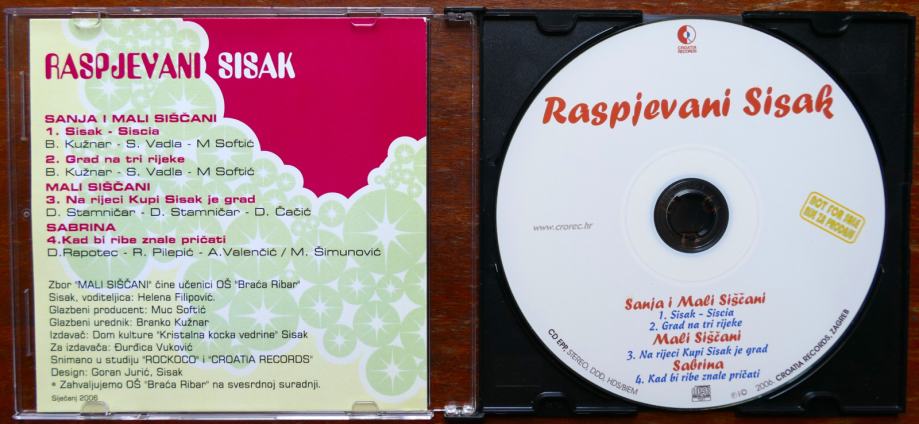 RASPJEVANI SISAK
SANJA I MALI SIŠČANI
1. Sisak - Siscia
B. Kužnar - S. Vadla - M Softić
2. Grad na tri rijeke
B. Kužnar - S. Vadla - M Softić
MALI SIŠČANI
3. Na rijeci Kupi Sisak je grad
D. Stamničar - D. Stamničar - D. Čačić
SABRINA
4.Kad bi ribe znale pričati
D.Rapotec - R. Pilepić - A.Valenčić / M. Šimunović
Zbor "MALI SIŠČANI" čine učenici OŠ "Braća Ribar"
Sisak, voditeljica: Helena Filipović.
Glazbeni producent: Muc Softić
Glazbeni urednik: Branko Kužnar
Izdavač: Dom kulture "Kristalna kocka vedrine" Sisak
Za izdavača: Đurđica Vuković
Snimano u studiju "ROCKOCO" i "CROATIA RECORDS"
Design: Goran Jurić, Sisak
* Zahvaljujemo OŠ "Braća Ribar" na svesrdnoj suradnji.
Siječanj 2006
CROATIA
RECORDS
Raspjevani Sisak
NOT FOR SALE
NIJE ZA PRODAJU
www.crorec.hr
Sanja i Mali Siščani
1. Sisak - Siscia
2. Grad na tri rijeke
Mali Siščani
3. Na rijeci Kupi Sisak je grad
Sabrina
4. Kad bi ribe znale pričati
CD EPP, STEREO, DDD, HDS/BIEM
℗© 2006. CROATIA RECORDS, ZAGREB